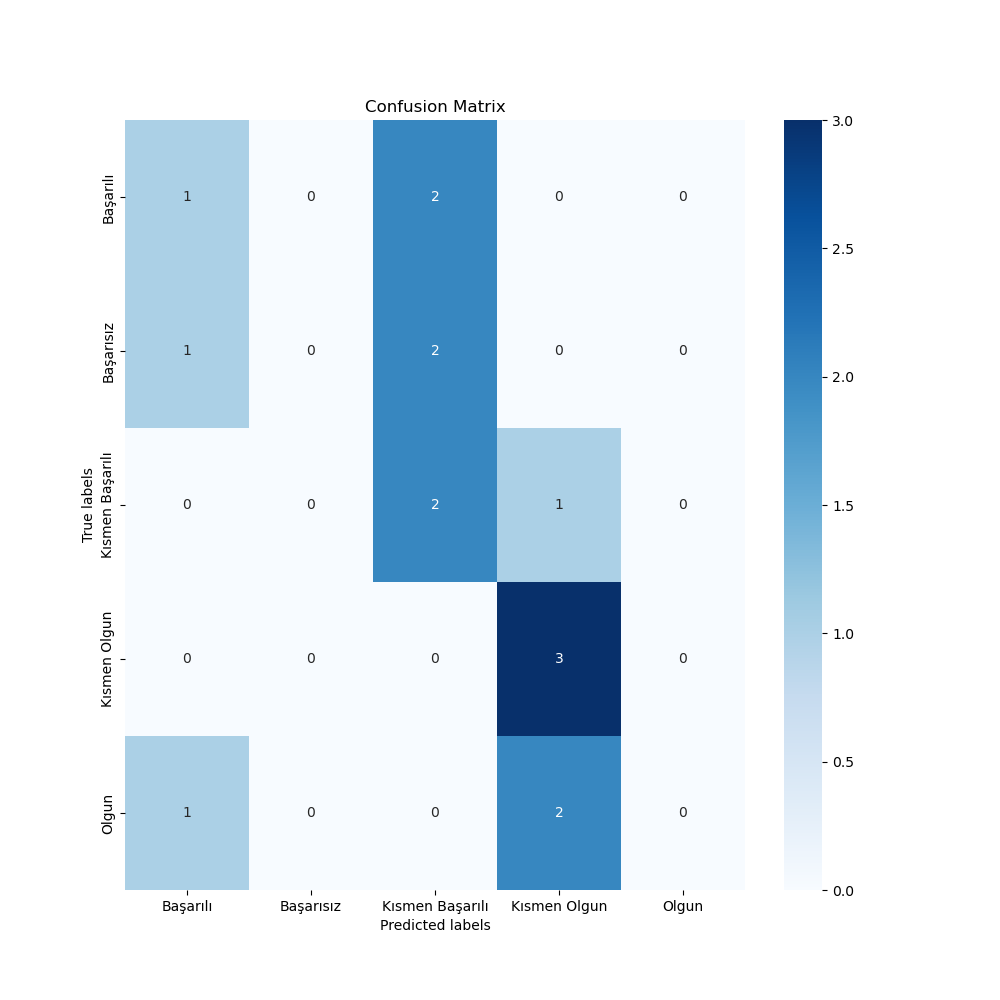 Confusion Matrix
True labels
Başarılı
1 0 2 0 0
Başarısız
1 0 2 0 0
Kısmen Başarılı
0 0 2 1 0
Kısmen Olgun
0 0 0 3 0
Olgun
1 0 0 2 0
Başarılı Başarısız Kısmen Başarılı Kısmen Olgun Olgun
Predicted labels
3.0
2.5
2.0
1.5
1.0
0.5
0.0